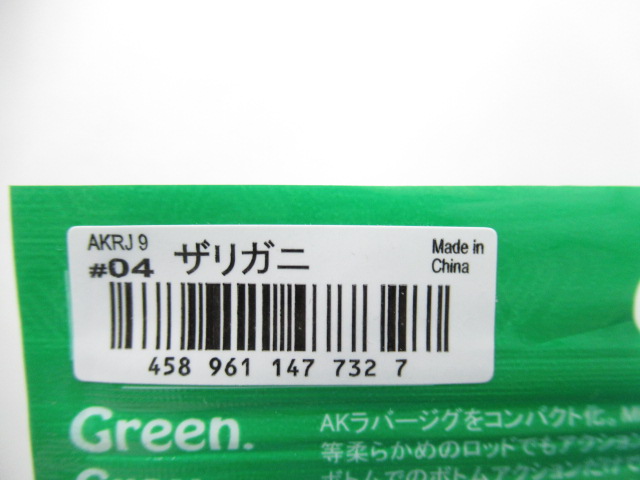 AKRJ 9
#04 ザリガニ
Made in
China
458 961 147 732 7
Green.
AKラバージグをコンパクト化。
等柔らかめのロッドでもアクション
ボトムでのボトムアクションだけで